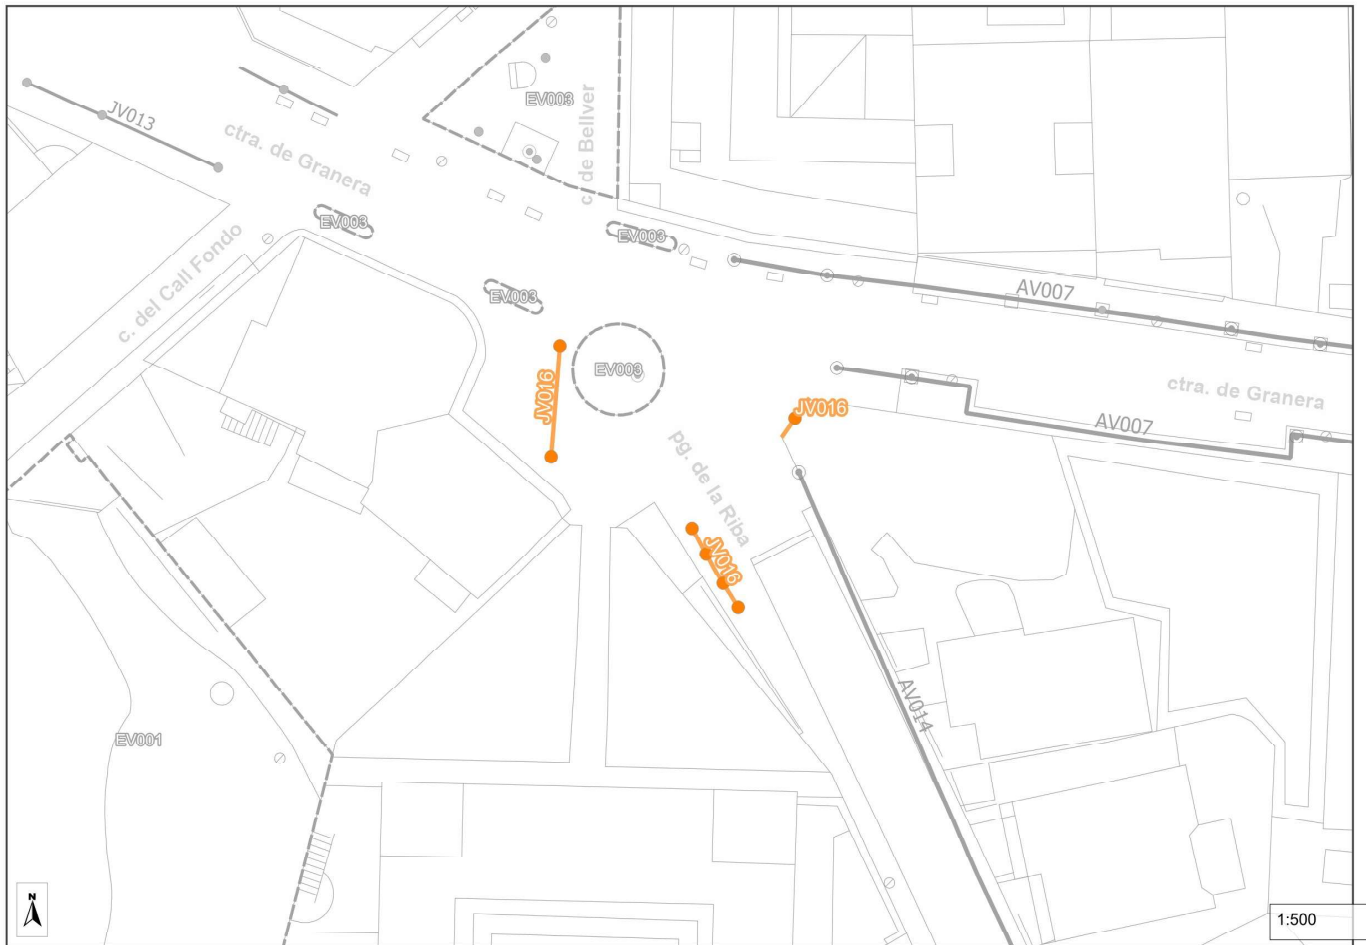 EV003
JV013
c. de Bellver
ctra. de Granera
EV003
EV003
c. del Call Fondo
EV003
AV007
EV003
JV016
JV016
ctra. de Granera
AV007
pg. de la Riba
JV016
AV014
EV001
N
1:500